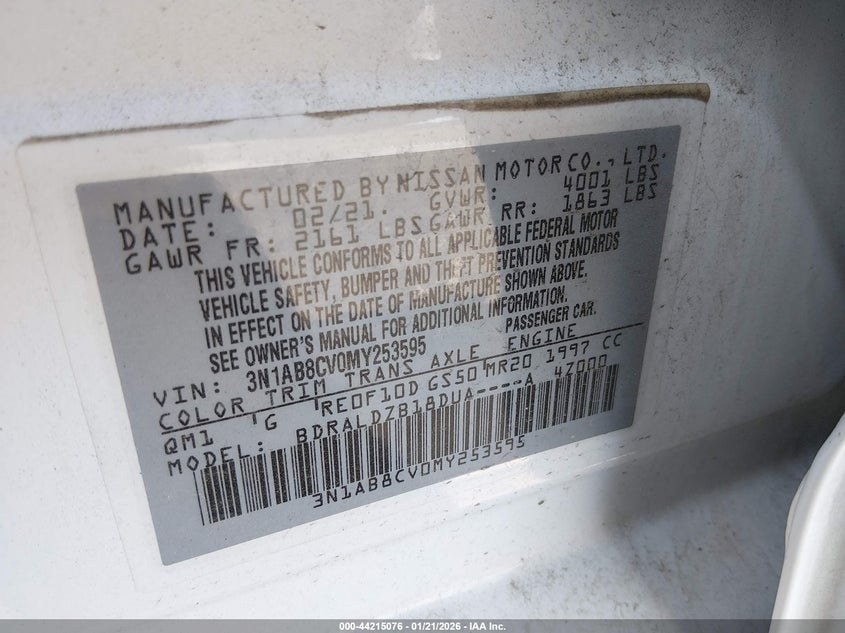 MANUFACTURED BY NISSAN MOTOR CO., LTD.
DATE: 02/21. GVWR: 4001 LBS
GAWR FR: 2161 LBS GAWR RR: 1863 LBS
THIS VEHICLE CONFORMS TO ALL APPLICABLE FEDERAL MOTOR
VEHICLE SAFETY, BUMPER AND THEFT PREVENTION STANDARDS
IN EFFECT ON THE DATE OF MANUFACTURE SHOWN ABOVE.
SEE OWNER'S MANUAL FOR ADDITIONAL INFORMATION.
PASSENGER CAR.
VIN: 3N1AB8CV0MY253595
COLOR TRIM TRANS AXLE ENGINE
QM1 'G 'RE0F10D GS50 MR20 1997 CC
MODEL: BDRALDZB18DUA----A 4Z000
3N1AB8CV0MY253595
000-44215076 - 01/21/2026 - IAA Inc.